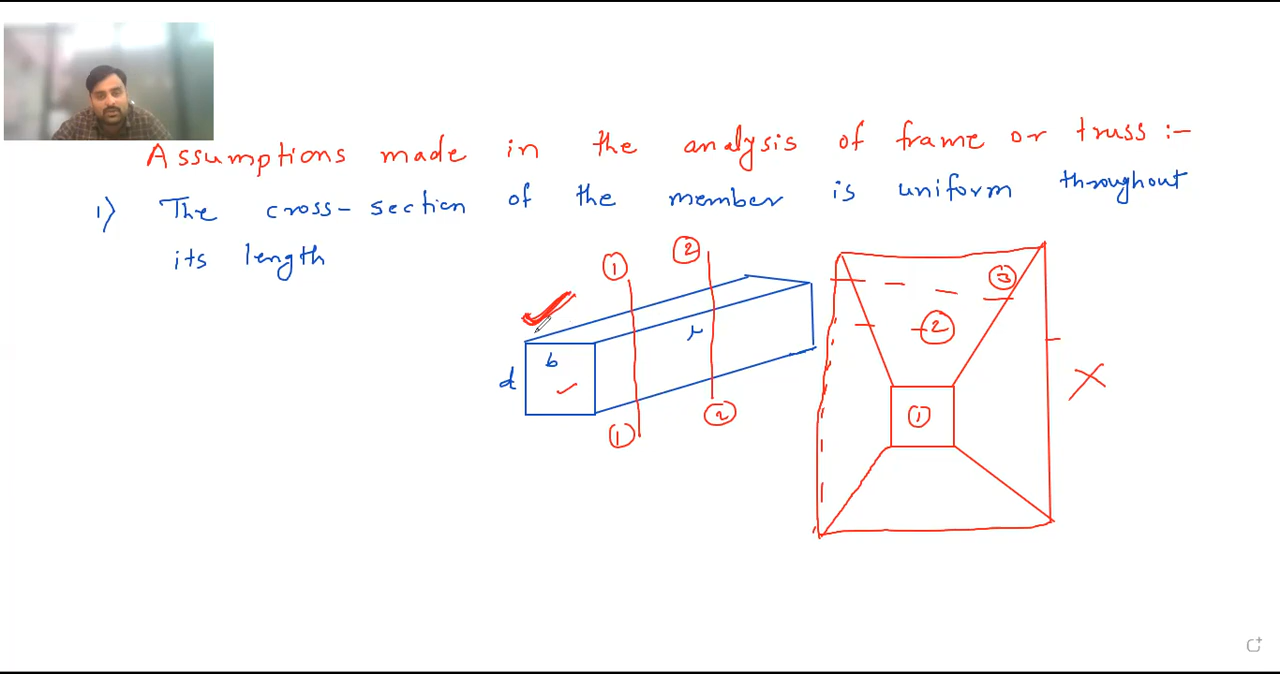 Assumptions made in the analysis of frame or truss :-
1) The cross-section of the member is uniform throughout
its length
② 
①
③
②
b
d
①
①
②